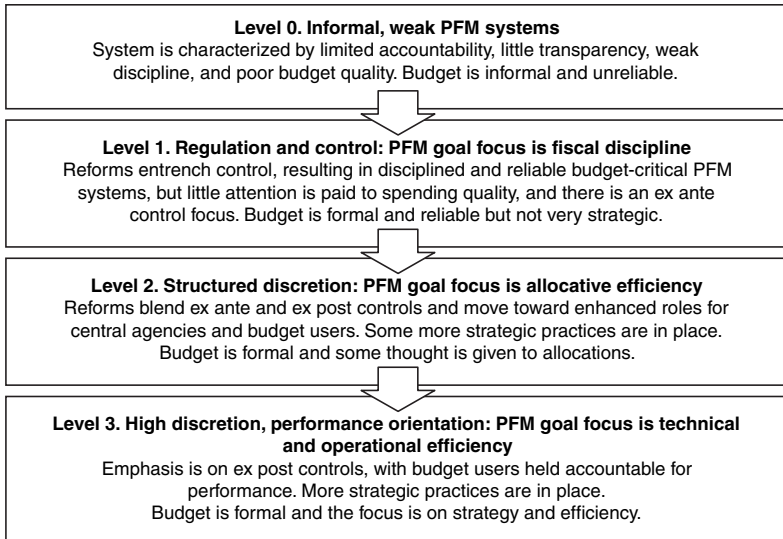 Level 0. Informal, weak PFM systems
System is characterized by limited accountability, little transparency, weak
discipline, and poor budget quality. Budget is informal and unreliable.
Level 1. Regulation and control: PFM goal focus is fiscal discipline
Reforms entrench control, resulting in disciplined and reliable budget-critical PFM
systems, but little attention is paid to spending quality, and there is an ex ante
control focus. Budget is formal and reliable but not very strategic.
Level 2. Structured discretion: PFM goal focus is allocative efficiency
Reforms blend ex ante and ex post controls and move toward enhanced roles for
central agencies and budget users. Some more strategic practices are in place.
Budget is formal and some thought is given to allocations.
Level 3. High discretion, performance orientation: PFM goal focus is technical
and operational efficiency
Emphasis is on ex post controls, with budget users held accountable for
performance. More strategic practices are in place.
Budget is formal and the focus is on strategy and efficiency.